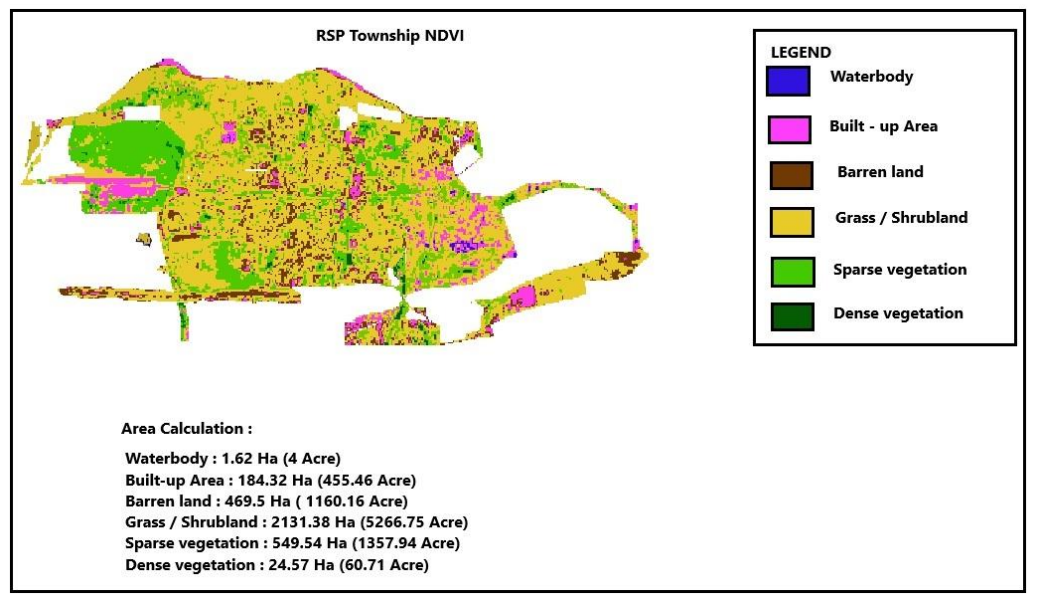 RSP Township NDVI
LEGEND
Waterbody
Built - up Area
Barren land
Grass / Shrubland
Sparse vegetation
Dense vegetation
Area Calculation :
Waterbody : 1.62 Ha (4 Acre)
Built-up Area : 184.32 Ha (455.46 Acre)
Barren land : 469.5 Ha ( 1160.16 Acre)
Grass / Shrubland : 2131.38 Ha (5266.75 Acre)
Sparse vegetation : 549.54 Ha (1357.94 Acre)
Dense vegetation : 24.57 Ha (60.71 Acre)